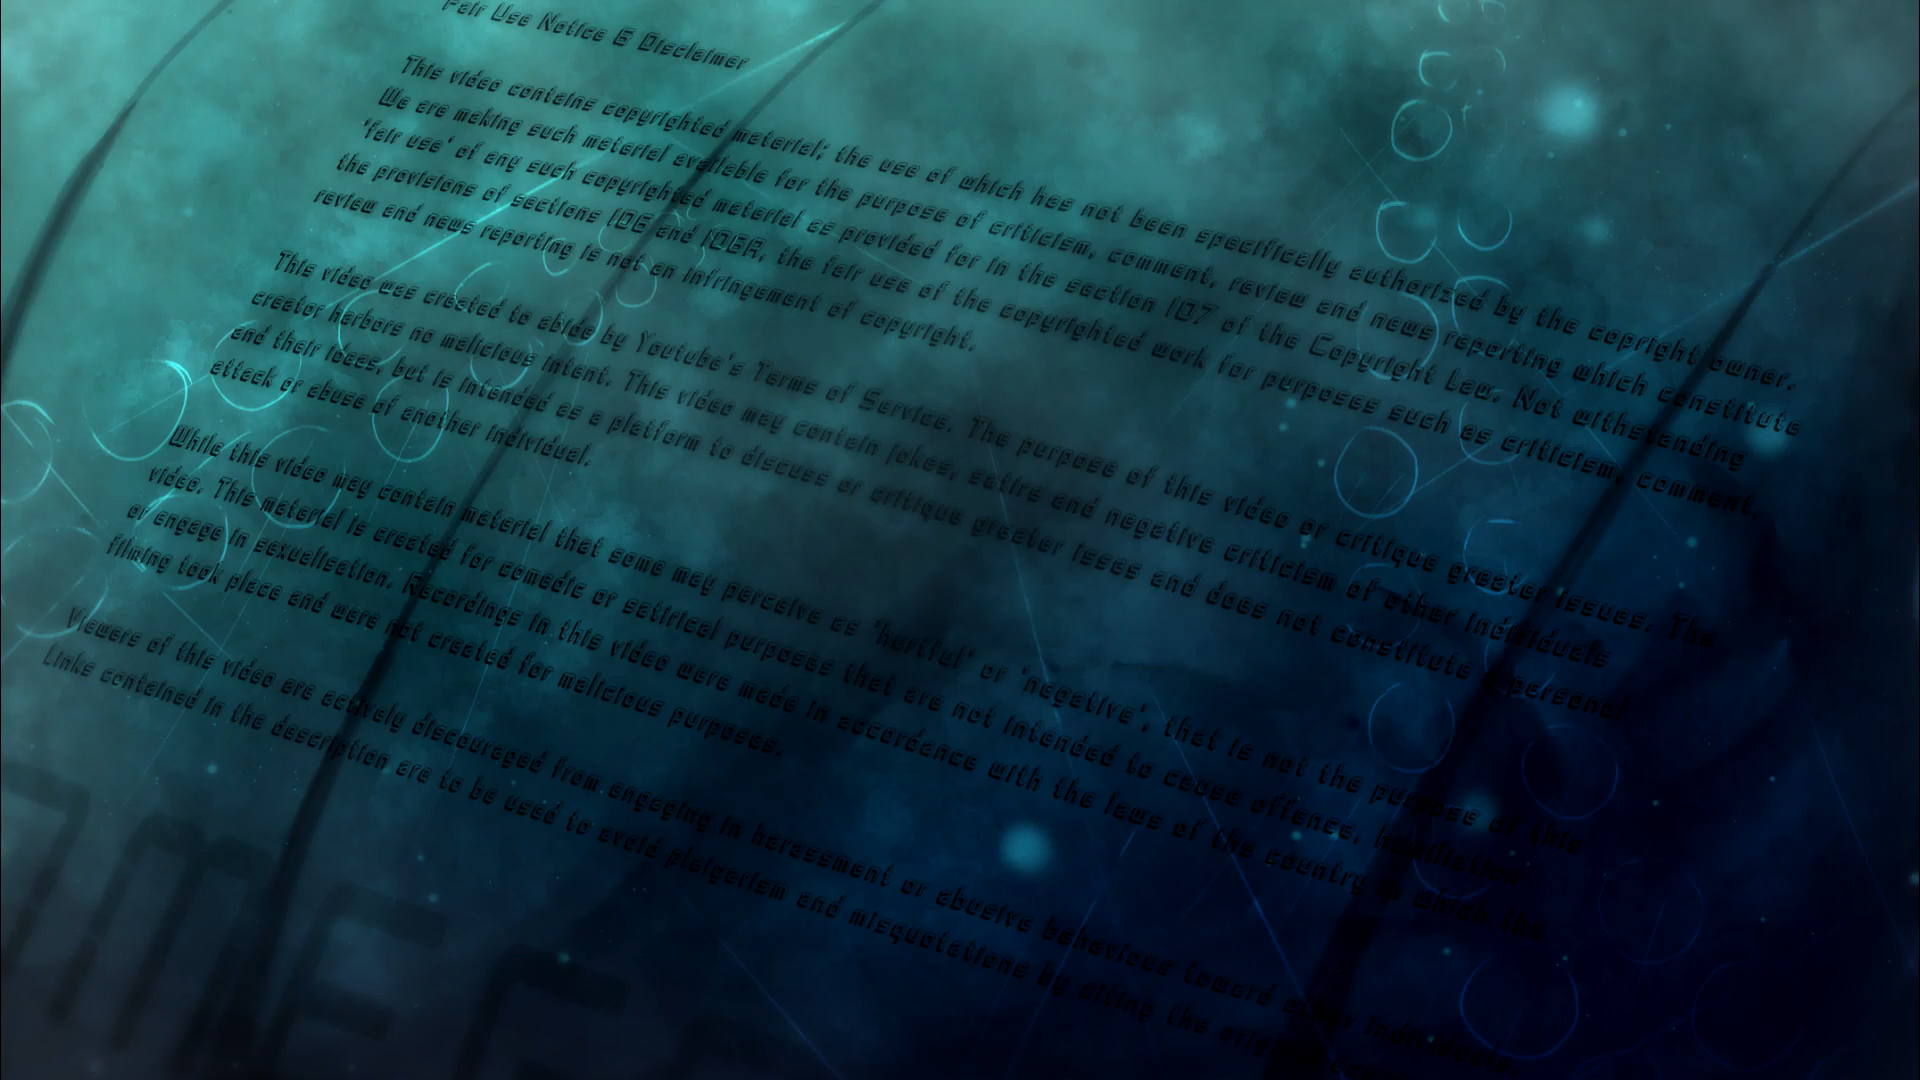 Fair Use Notice & Disclaimer
This video contains copyrighted material; the use of which has not been specifically authorized by the copright owner.
We are making such material available for the purpose of criticism, comment, review and news reporting which constitute
'fair use' of any such copyrighted material as provided for in the section 107 of the Copyright Law. Not withstanding
the provisions of sections 106 and 106A, the fair use of the copyrighted work for purposes such as criticism, comment,
review and news reporting is not an infringement of copyright.
This video was created to abide by Youtube's Terms of Service. The purpose of this video or critique greater issues. The
creator harbors no malicious intent. This video may contain jokes, satire and negative criticism of other individuals
and their ideas, but is intended as a platform to discuss or critique greater isses and does not constitute a personal
attack or abuse of another individual.
While this video may contain material that some may perceive as 'hurtful' or 'negative', that is not the purpose of this
video. This material is created for comedic or satirical purposes that are not intended to cause offence, humiliation
or engage in sexualisation. Recordings in this video were made in accordance with the laws of the country in which the
filming took place and were not created for malicious purposes.
Viewers of this video are actively discouraged from engaging in harassment or abusive behavious toward other individuals
Links contained in the description are to be used to avoid plaigarism and misquotations by citing the